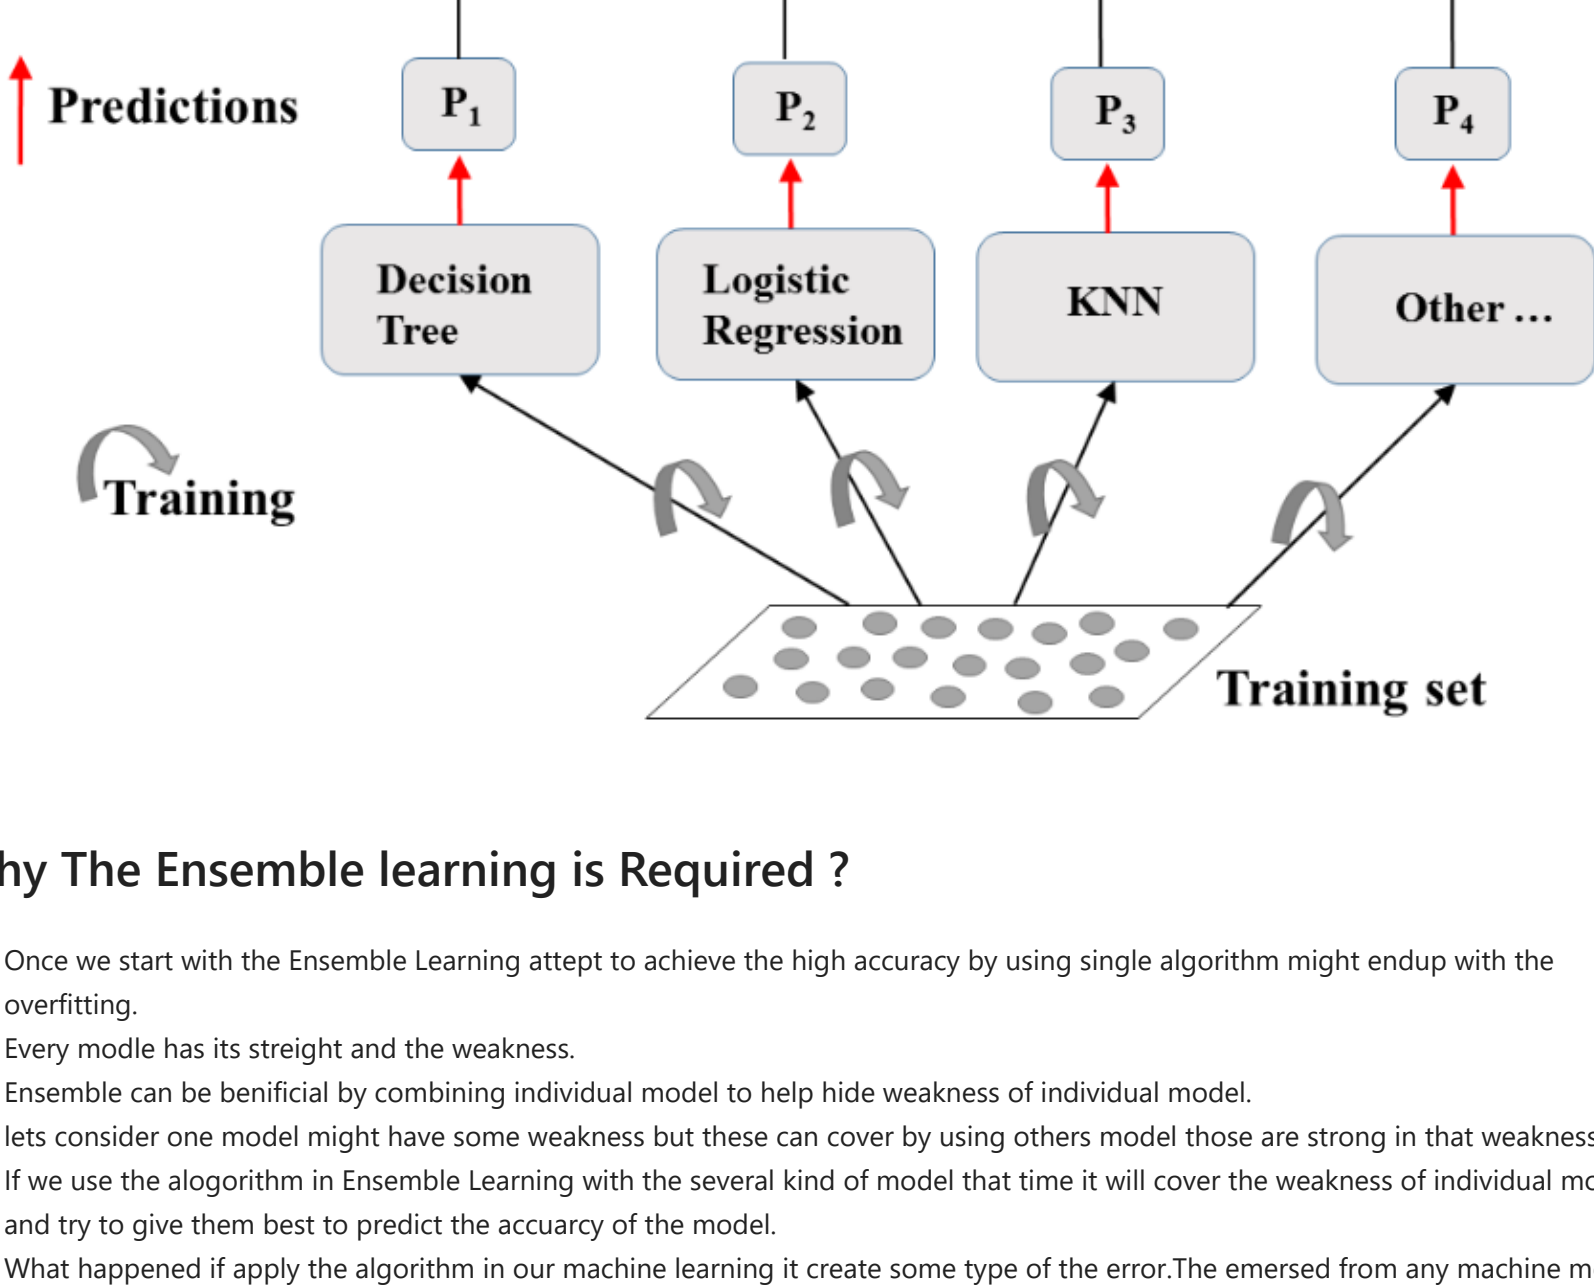 Predictions P1 P2 P3 P4
Decision Tree
Logistic Regression
KNN
Other ...
Training
Training set
hy The Ensemble learning is Required ?
Once we start with the Ensemble Learning attept to achieve the high accuracy by using single algorithm might endup with the
overfitting.
Every modle has its streight and the weakness.
Ensemble can be benificial by combining individual model to help hide weakness of individual model.
lets consider one model might have some weakness but these can cover by using others model those are strong in that weakness
If we use the alogorithm in Ensemble Learning with the several kind of model that time it will cover the weakness of individual mo
and try to give them best to predict the accuarcy of the model.
What happened if apply the algorithm in our machine learning it create some type of the error.The emersed from any machine m